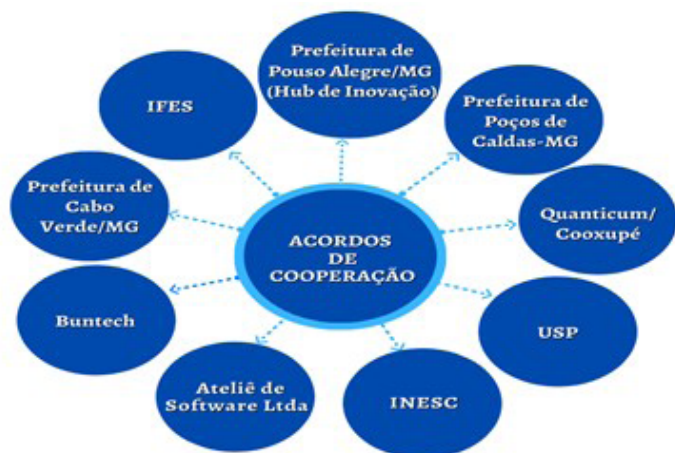 Prefeitura de
Pouso Alegre/MG
(Hub de Inovação)
IFES
Prefeitura de
Poços de
Caldas-MG
Prefeitura de
Cabo
Verde/MG
Quanticum/
Cooxupé
ACORDOS
DE
COOPERAÇÃO
Buntech
USP
Ateliê de
Software Ltda
INESC